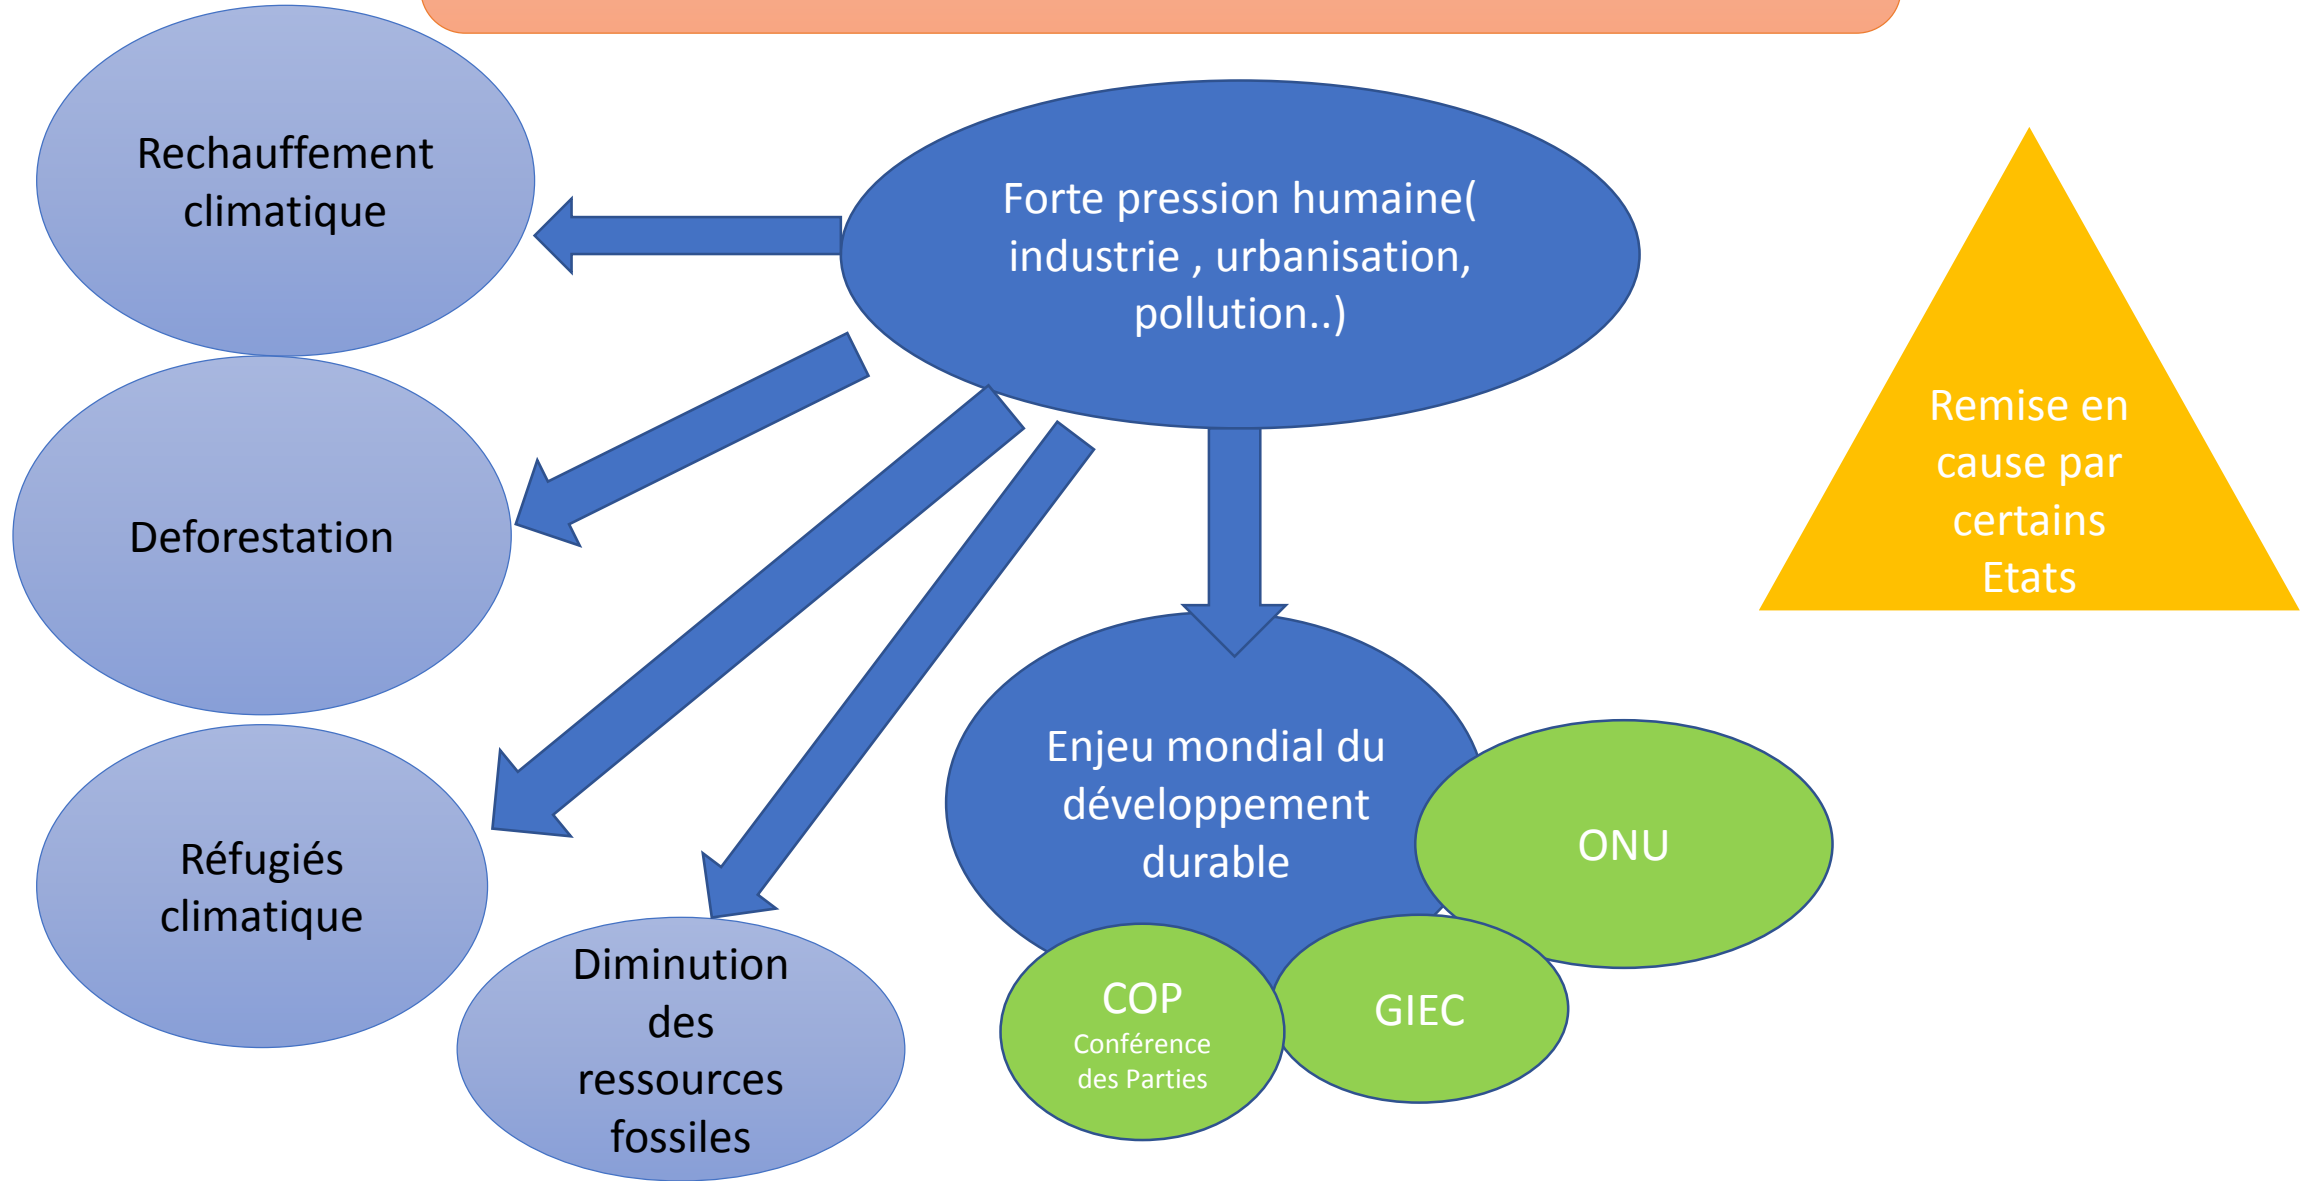 Rechauffement
climatique
Forte pression humaine(
industrie , urbanisation,
pollution..)
Remise en
cause par
certains
Etats
Deforestation
Enjeu mondial du
développement
durable
ONU
Réfugiés
climatique
Diminution
des
ressources
fossiles
COP
Conférence
des Parties
GIEC